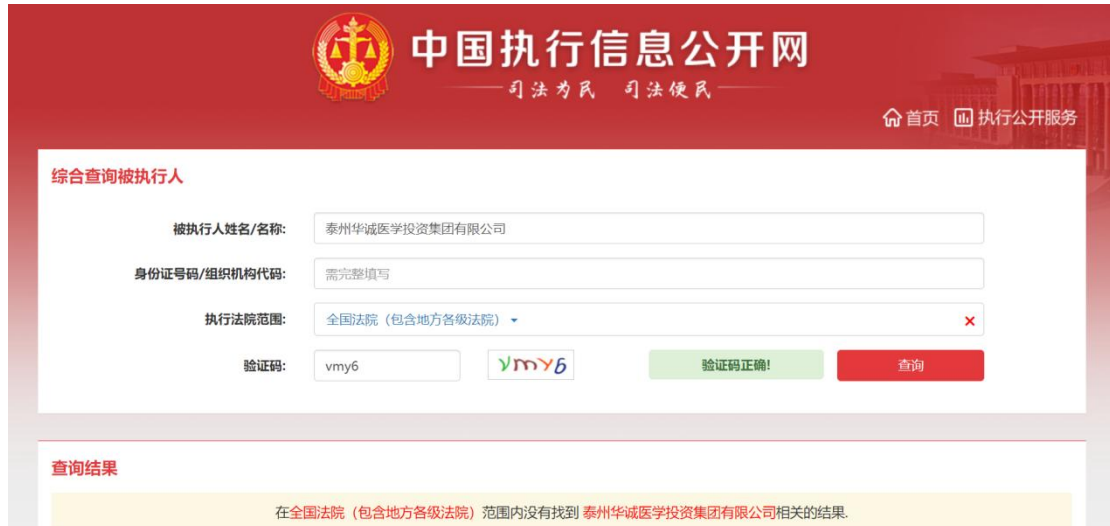 中国执行信息公开网
司法为民 司法便民
首页 执行公开服务
综合查询被执行人
被执行人姓名/名称: 泰州华诚医学投资集团有限公司
身份证号码/组织机构代码: 需完整填写
执行法院范围: 全国法院（包含地方各级法院）
验证码: vmy6 vmy6 验证码正确! 查询
查询结果
在全国法院（包含地方各级法院）范围内没有找到 泰州华诚医学投资集团有限公司相关的结果.